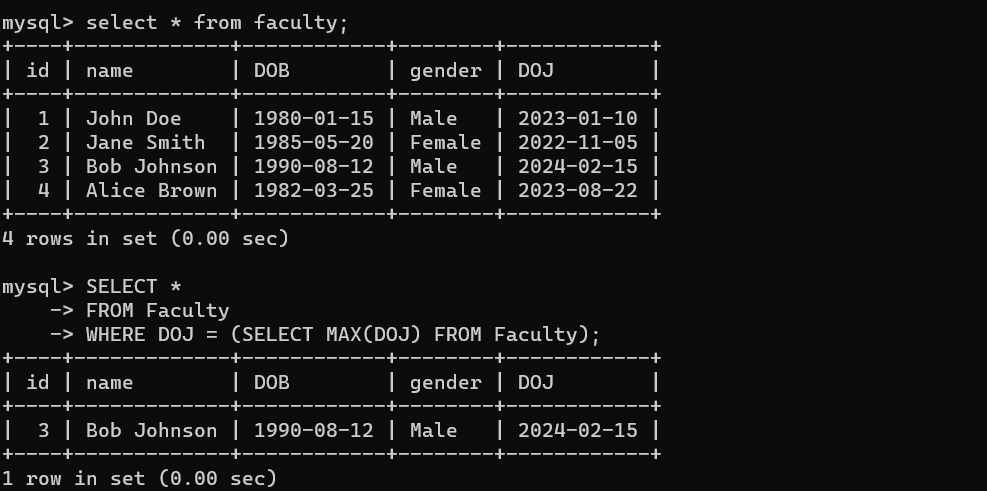 mysql> select * from faculty;
+----+-------------+------------+--------+------------+
| id | name        | DOB        | gender | DOJ        |
+----+-------------+------------+--------+------------+
|  1 | John Doe    | 1980-01-15 | Male   | 2023-01-10 |
|  2 | Jane Smith  | 1985-05-20 | Female | 2022-11-05 |
|  3 | Bob Johnson | 1990-08-12 | Male   | 2024-02-15 |
|  4 | Alice Brown | 1982-03-25 | Female | 2023-08-22 |
+----+-------------+------------+--------+------------+
4 rows in set (0.00 sec)

mysql> SELECT *
    -> FROM Faculty
    -> WHERE DOJ = (SELECT MAX(DOJ) FROM Faculty);
+----+-------------+------------+--------+------------+
| id | name        | DOB        | gender | DOJ        |
+----+-------------+------------+--------+------------+
|  3 | Bob Johnson | 1990-08-12 | Male   | 2024-02-15 |
+----+-------------+------------+--------+------------+
1 row in set (0.00 sec)